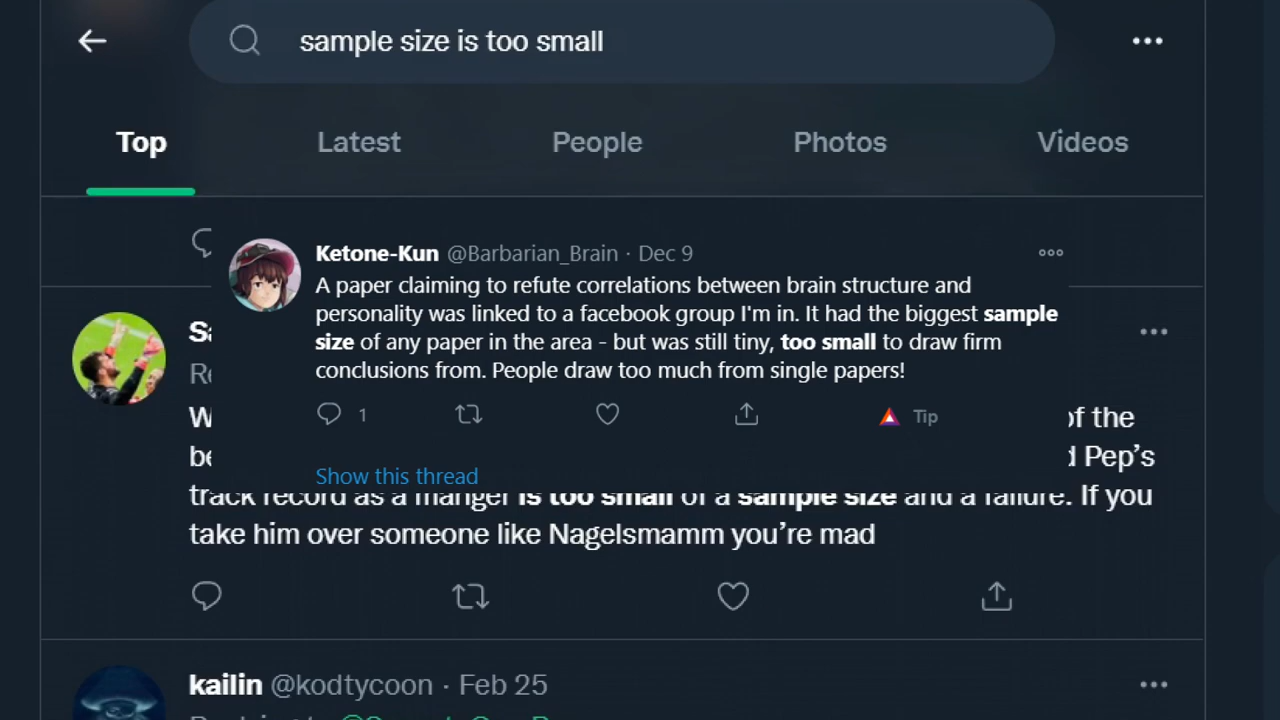 sample size is too small
Top
Latest
People
Photos
Videos
Ketone-Kun @Barbarian_Brain · Dec 9
A paper claiming to refute correlations between brain structure and
personality was linked to a facebook group I'm in. It had the biggest sample
size of any paper in the area - but was still tiny, too small to draw firm
conclusions from. People draw too much from single papers!
1
Tip
Show this thread
of the
Pep's
track record as a manger is too small of a sample size and a failure. If you
take him over someone like Nagelsmamm you're mad
kailin @kodtycoon · Feb 25